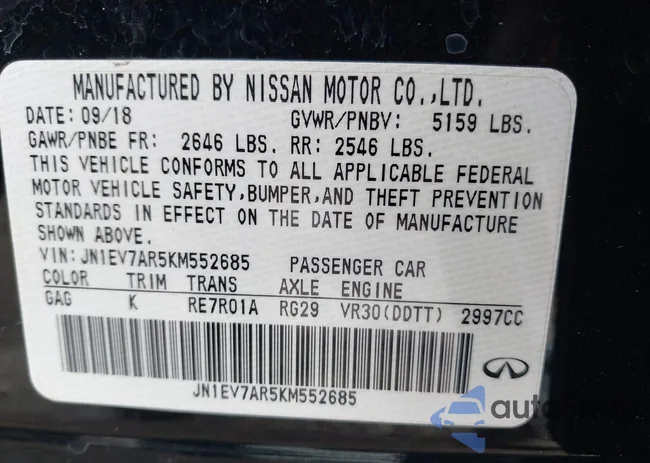 MANUFACTURED BY NISSAN MOTOR CO.,LTD.
DATE: 09/18 GVWR/PNBV: 5159 LBS.
GAWR/PNBE FR: 2646 LBS. RR: 2546 LBS.
THIS VEHICLE CONFORMS TO ALL APPLICABLE FEDERAL
MOTOR VEHICLE SAFETY,BUMPER,AND THEFT PREVENTION
STANDARDS IN EFFECT ON THE DATE OF MANUFACTURE
SHOWN ABOVE.
VIN:JN1EV7AR5KM552685 PASSENGER CAR
COLOR TRIM TRANS AXLE ENGINE
GAG K RE7R01A RG29 VR30(DDTT) 2997CC
JN1EV7AR5KM552685